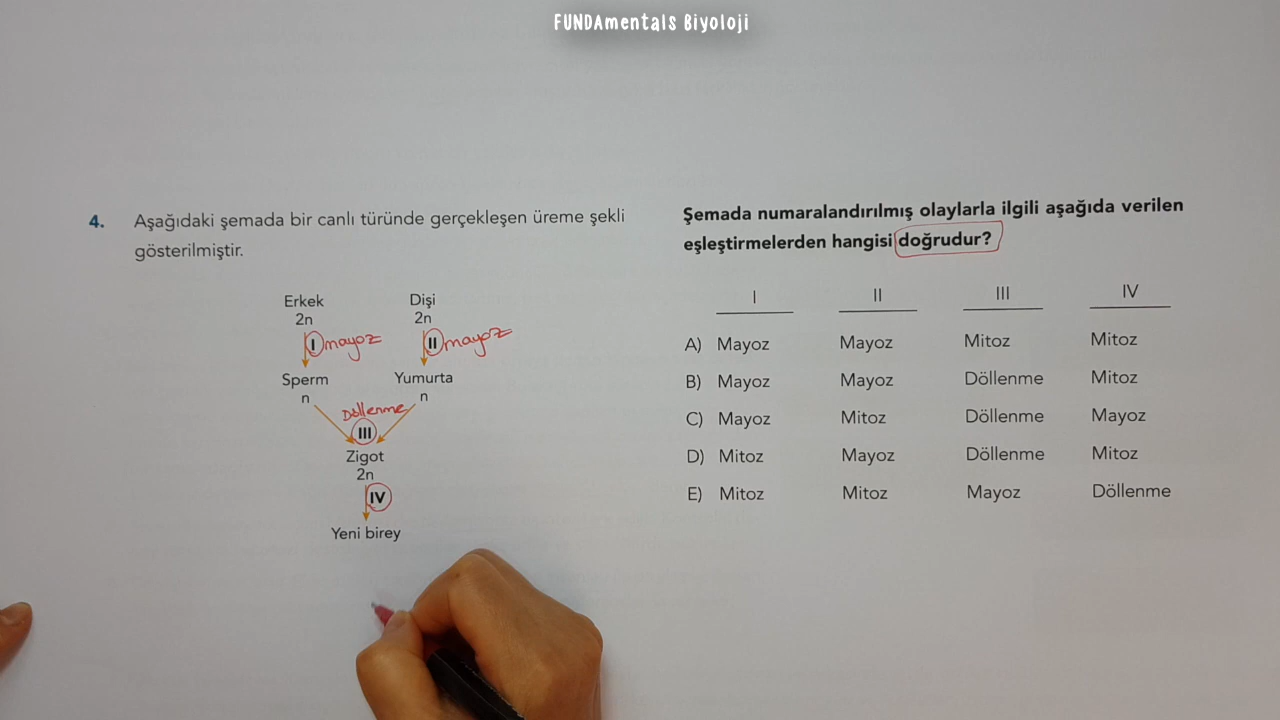 FUNDAmentals Biyoloji
4. Aşağıdaki şemada bir canlı türünde gerçekleşen üreme şekli
gösterilmiştir.
Erkek Dişi
2n 2n
I mayoz II mayoz
Sperm Yumurta
n n
Döllenme
III
Zigot
2n
IV
Yeni birey
Şemada numaralandırılmış olaylarla ilgili aşağıda verilen
eşleştirmelerden hangisi doğrudur?
I II III IV
A) Mayoz Mayoz Mitoz Mitoz
B) Mayoz Mayoz Döllenme Mitoz
C) Mayoz Mitoz Döllenme Mayoz
D) Mitoz Mayoz Döllenme Mitoz
E) Mitoz Mitoz Mayoz Döllenme